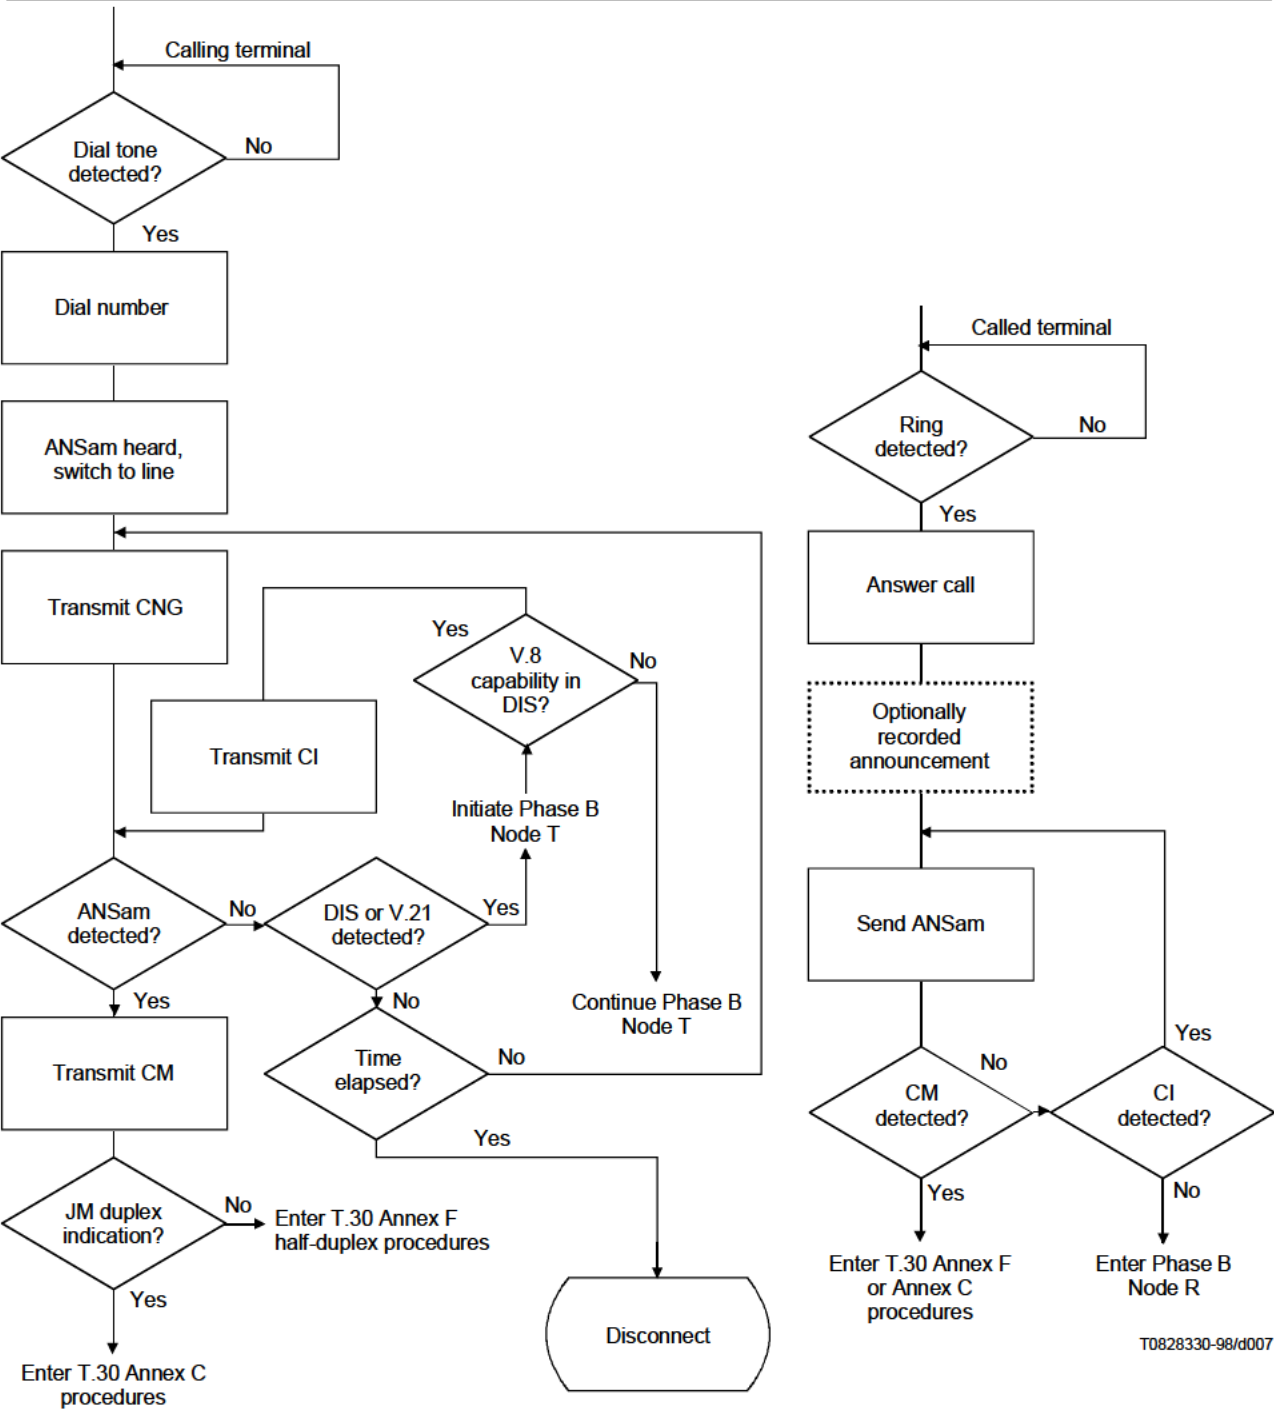 Calling terminal
Dial tone
detected?
No
Yes
Dial number
ANSam heard,
switch to line
Transmit CNG
Yes
V.8
capability in
DIS?
No
Transmit CI
Initiate Phase B
Node T
ANSam
detected?
No
DIS or V.21
detected?
Yes
Continue Phase B
Node T
Yes
No
Transmit CM
Time
elapsed?
No
Yes
JM duplex
indication?
No
Enter T.30 Annex F
half-duplex procedures
Yes
Disconnect
Enter T.30 Annex C
procedures
Called terminal
Ring
detected?
No
Yes
Answer call
Optionally
recorded
announcement
Send ANSam
CM
detected?
No
CI
detected?
Yes
Yes
No
Enter T.30 Annex F
or Annex C
procedures
Enter Phase B
Node R
T0828330-98/d007